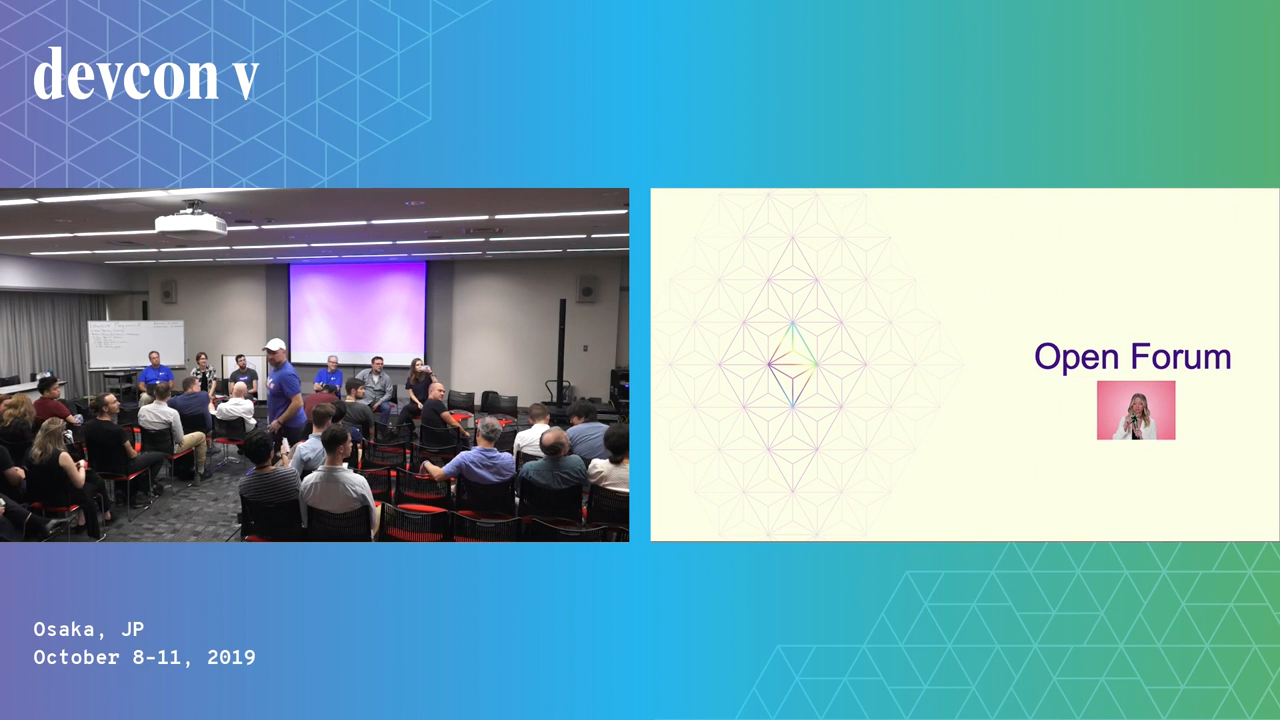 devcon v
Open Forum
Osaka, JP
October 8-11, 2019